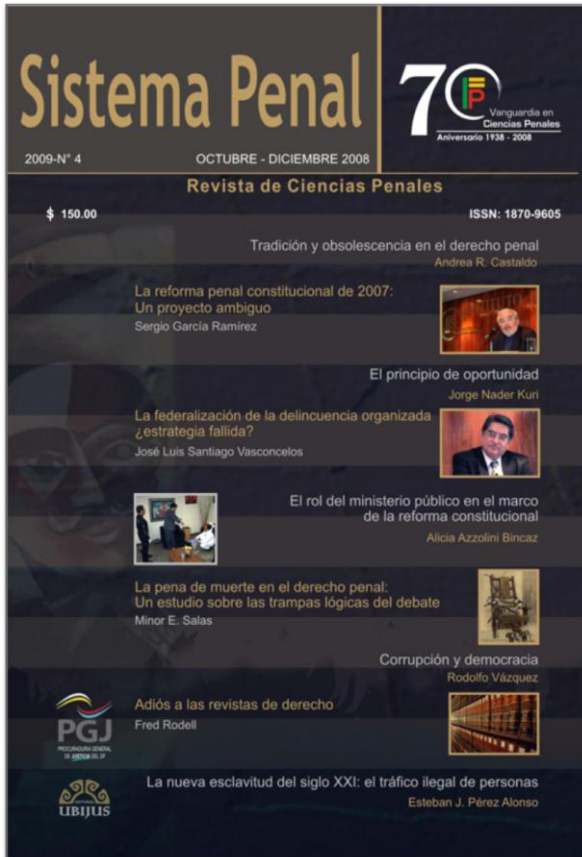 Sistema Penal
70
Vanguardia en
Ciencias Penales
Aniversario 1938 - 2008
2009-N° 4
OCTUBRE - DICIEMBRE 2008
Revista de Ciencias Penales
$ 150.00
ISSN: 1870-9605
Tradición y obsolescencia en el derecho penal
Andrea R. Castaldo
La reforma penal constitucional de 2007:
Un proyecto ambiguo
Sergio García Ramírez
El principio de oportunidad
Jorge Nader Kuri
La federalización de la delincuencia organizada
¿estrategia fallida?
José Luis Santiago Vasconcelos
El rol del ministerio público en el marco
de la reforma constitucional
Alicia Azzolini Bincaz
La pena de muerte en el derecho penal:
Un estudio sobre las trampas lógicas del debate
Minor E. Salas
Corrupción y democracia
Rodolfo Vázquez
Adiós a las revistas de derecho
Fred Rodell
PGJ
PROCURADURÍA GENERAL
DE JUSTICIA DEL DF
La nueva esclavitud del siglo XXI: el tráfico ilegal de personas
Esteban J. Pérez Alonso
UBIJUS